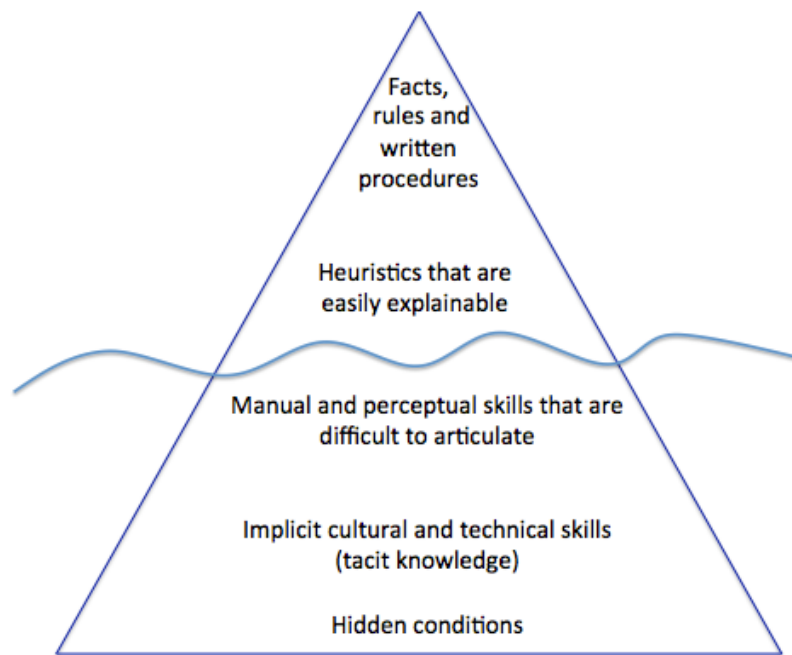 Facts,
rules and
written
procedures
Heuristics that are
easily explainable
Manual and perceptual skills that are
difficult to articulate
Implicit cultural and technical skills
(tacit knowledge)
Hidden conditions